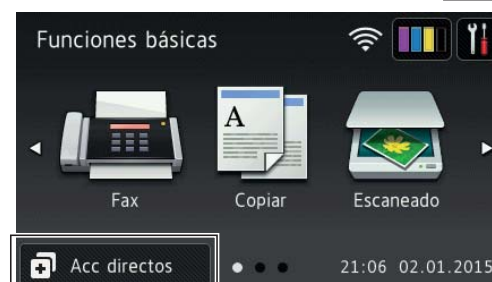 Funciones básicas
A
Fax Copiar Escaneado
Acc directos 21:06 02.01.2015